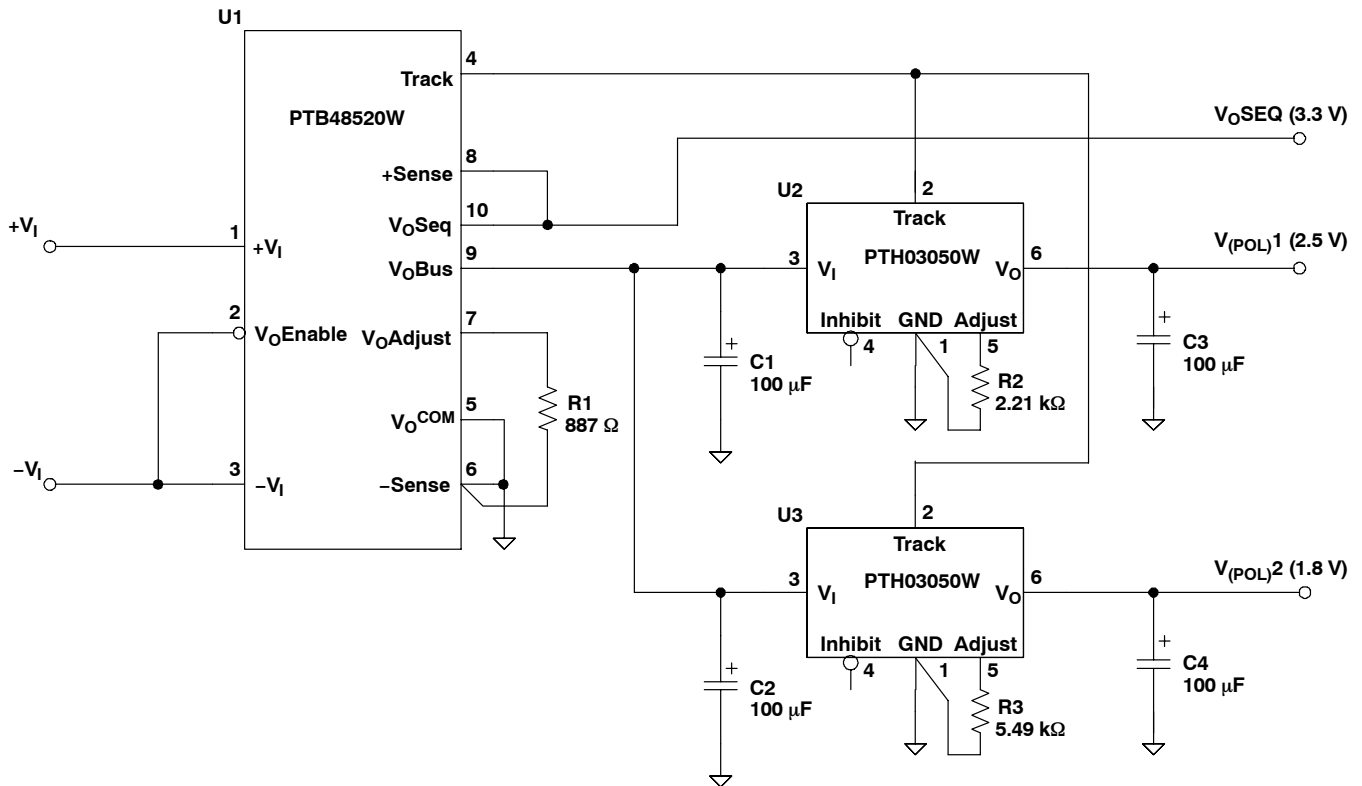 U1
4
Track
PTB48520W
VOSEQ (3.3 V)
8
+Sense
U2
2
Track
10
VOSeq
+VI
1
+VI
9
VOBus
3
VI
PTH03050W
VO
6
V(POL)1 (2.5 V)
2
VOEnable
7
VOAdjust
Inhibit
GND
Adjust
4
1
5
+
C1
100 μF
R2
2.21 kΩ
+
C3
100 μF
R1
887 Ω
5
VOCOM
−VI
3
−VI
6
−Sense
U3
2
Track
3
VI
PTH03050W
VO
6
V(POL)2 (1.8 V)
Inhibit
GND
Adjust
4
1
5
+
C2
100 μF
R3
5.49 kΩ
+
C4
100 μF